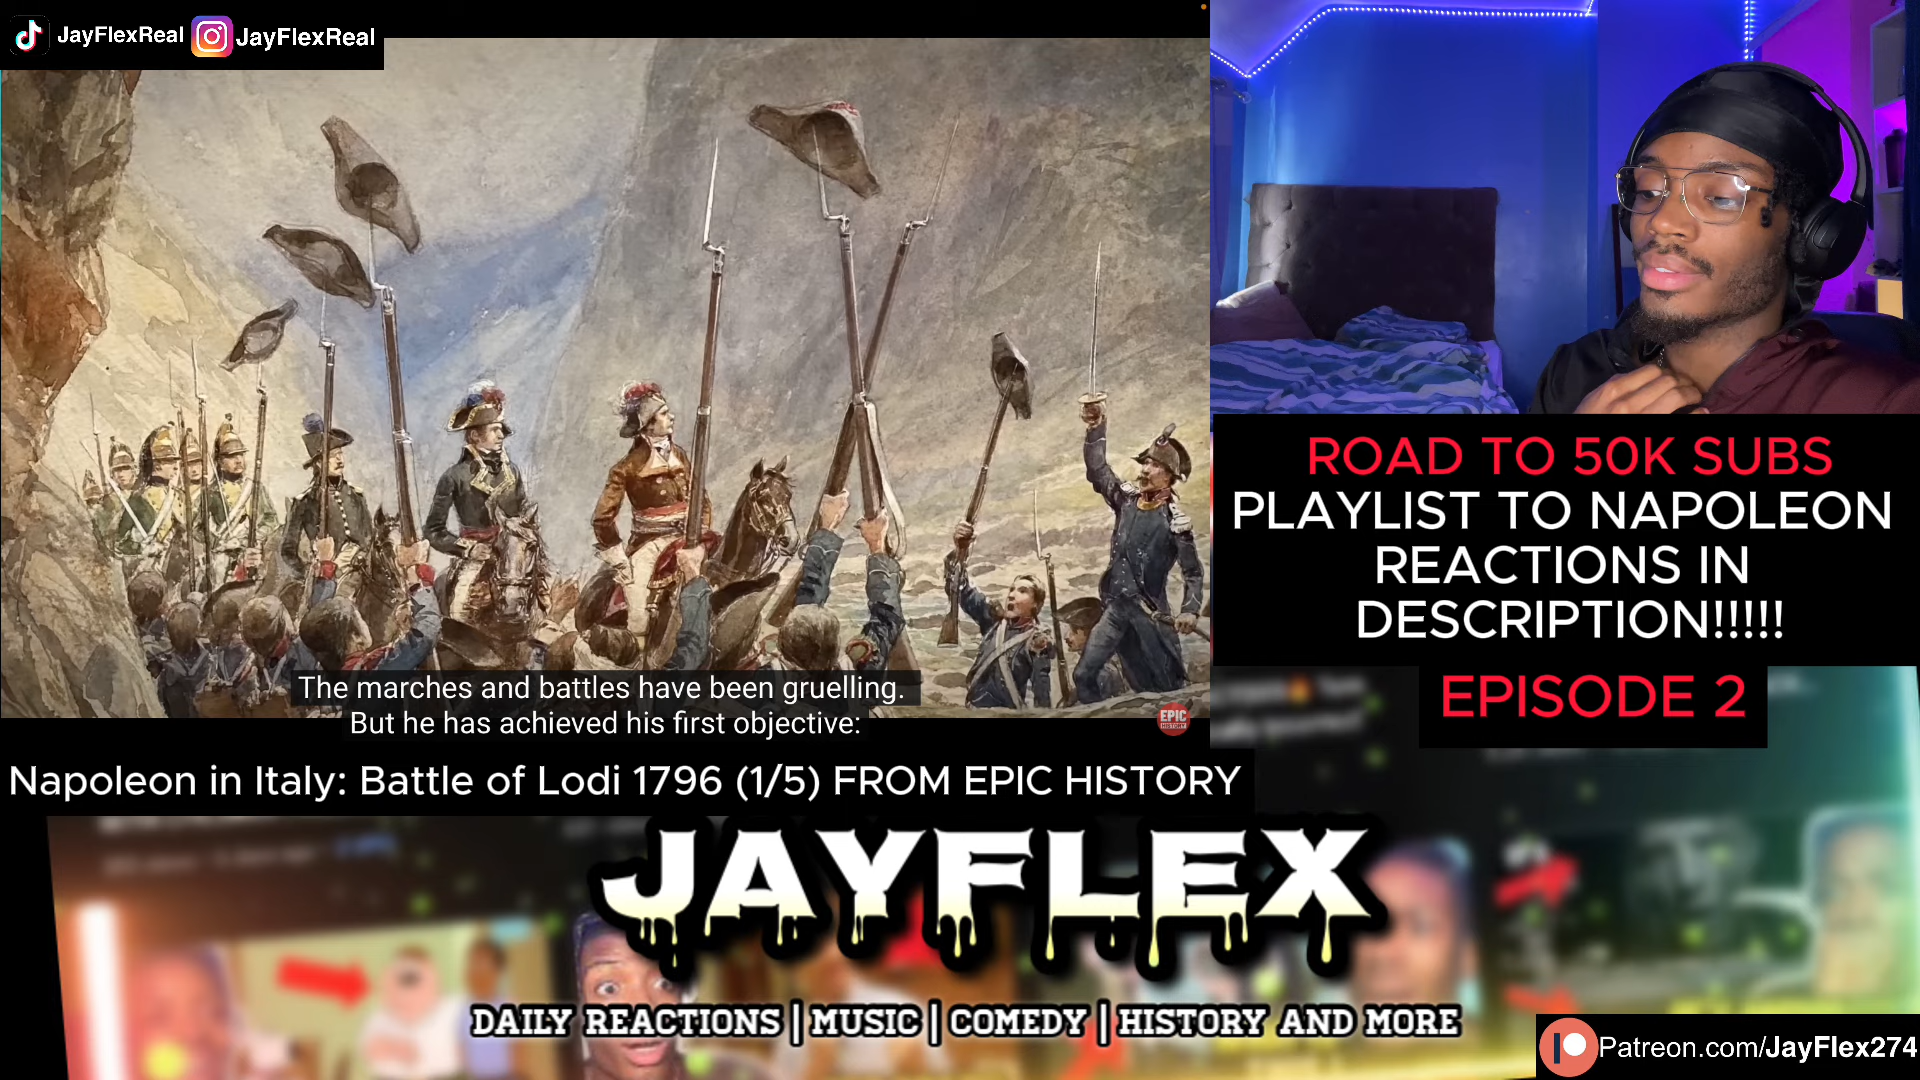 JayFlexReal
JayFlexReal
The marches and battles have been gruelling.
But he has achieved his first objective:
EPIC
HISTORY
ROAD TO 50K SUBS
PLAYLIST TO NAPOLEON
REACTIONS IN
DESCRIPTION!!!!!
EPISODE 2
Napoleon in Italy: Battle of Lodi 1796 (1/5) FROM EPIC HISTORY
JAYFLEX
DAILY REACTIONS | MUSIC | COMEDY | HISTORY AND MORE
Patreon.com/JayFlex274